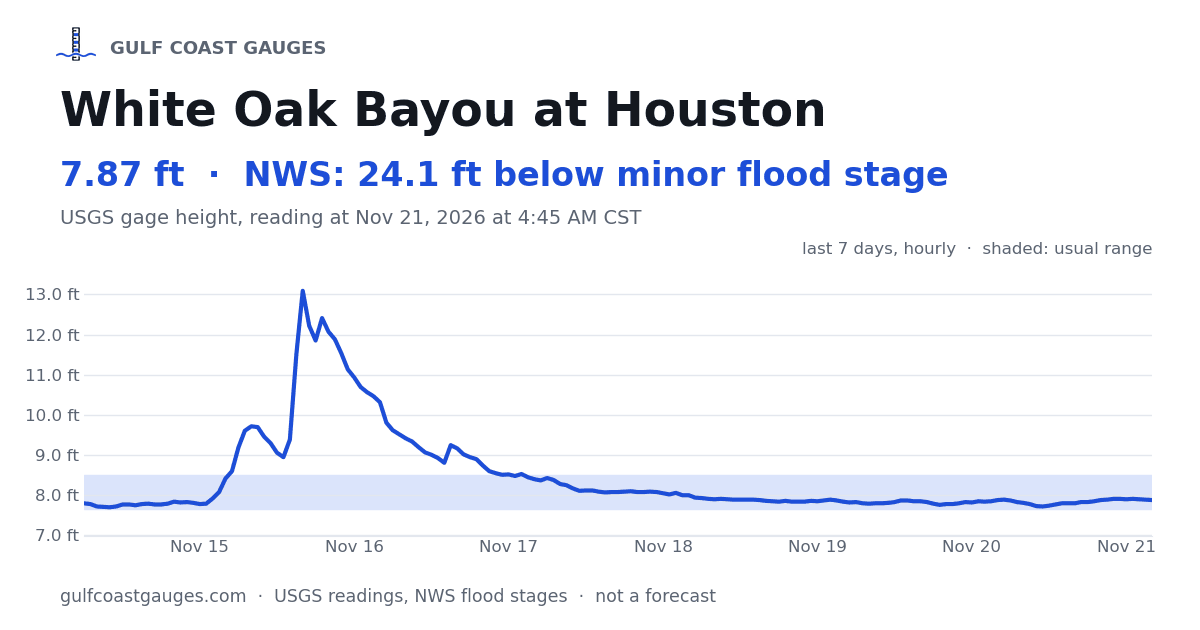 GULF COAST GAUGES
White Oak Bayou at Houston
7.87 ft · NWS: 24.1 ft below minor flood stage
USGS gage height, reading at Nov 21, 2026 at 4:45 AM CST
last 7 days, hourly · shaded: usual range
13.0 ft
12.0 ft
11.0 ft
10.0 ft
9.0 ft
8.0 ft
7.0 ft
Nov 15 Nov 16 Nov 17 Nov 18 Nov 19 Nov 20 Nov 21
gulfcoastgauges.com · USGS readings, NWS flood stages · not a forecast